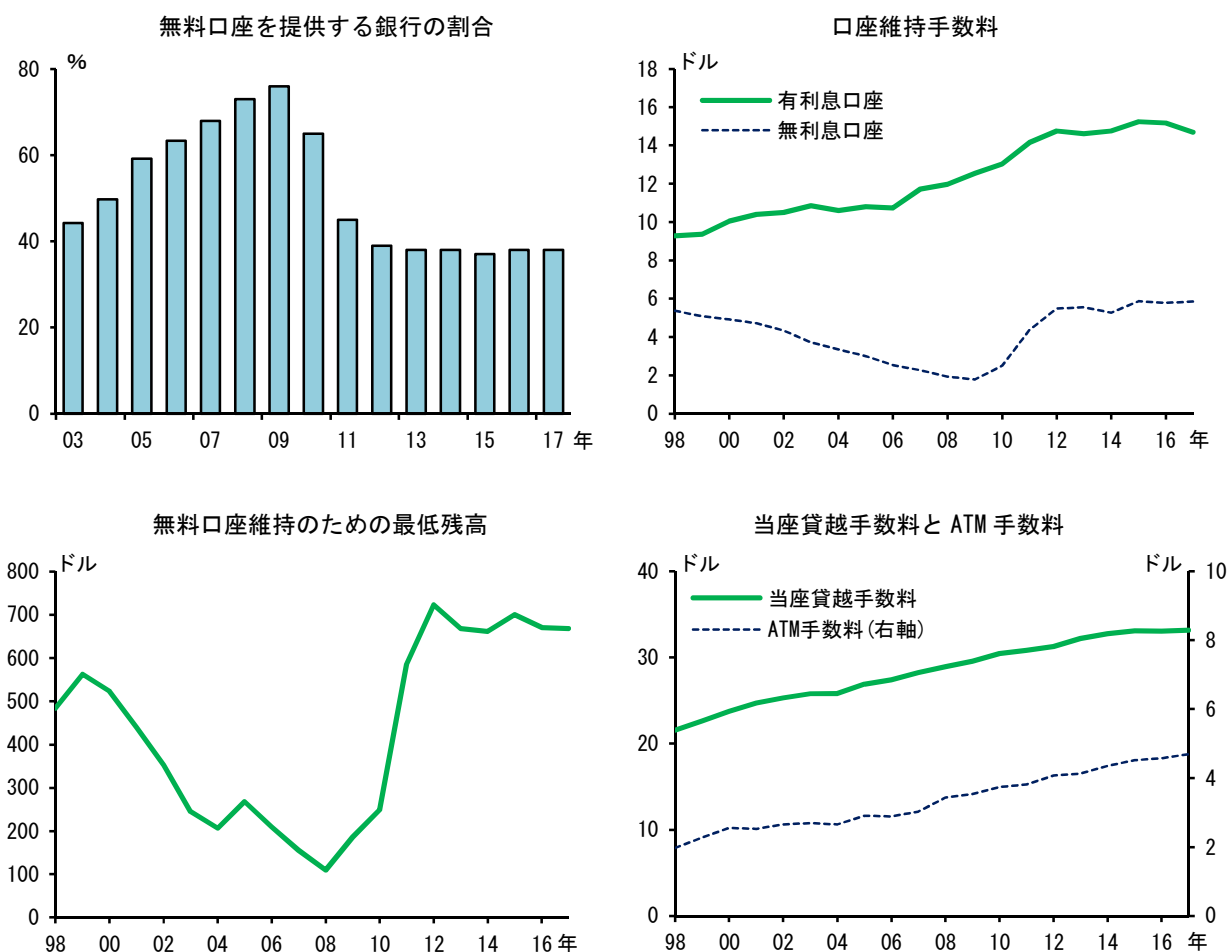 無料口座を提供する銀行の割合
%
80
60
40
20
0
03 05 07 09 11 13 15 17 年
口座維持手数料
ドル
18
16
14
12
10
8
6
4
2
0
有利息口座
無利息口座
98 00 02 04 06 08 10 12 14 16 年
無料口座維持のための最低残高
ドル
800
700
600
500
400
300
200
100
0
98 00 02 04 06 08 10 12 14 16 年
当座貸越手数料と ATM 手数料
ドル ドル
40
30
20
10
0
当座貸越手数料
ATM手数料(右軸)
10
8
6
4
2
0
98 00 02 04 06 08 10 12 14 16 年